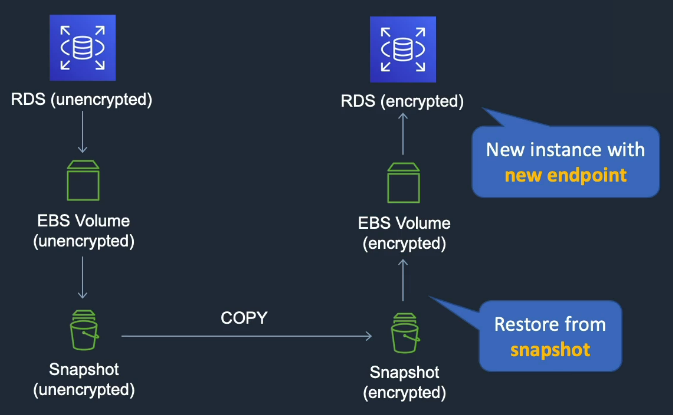 RDS (unencrypted)
RDS (encrypted)
New instance with
new endpoint
EBS Volume
(unencrypted)
EBS Volume
(encrypted)
COPY
Restore from
snapshot
Snapshot
(unencrypted)
Snapshot
(encrypted)